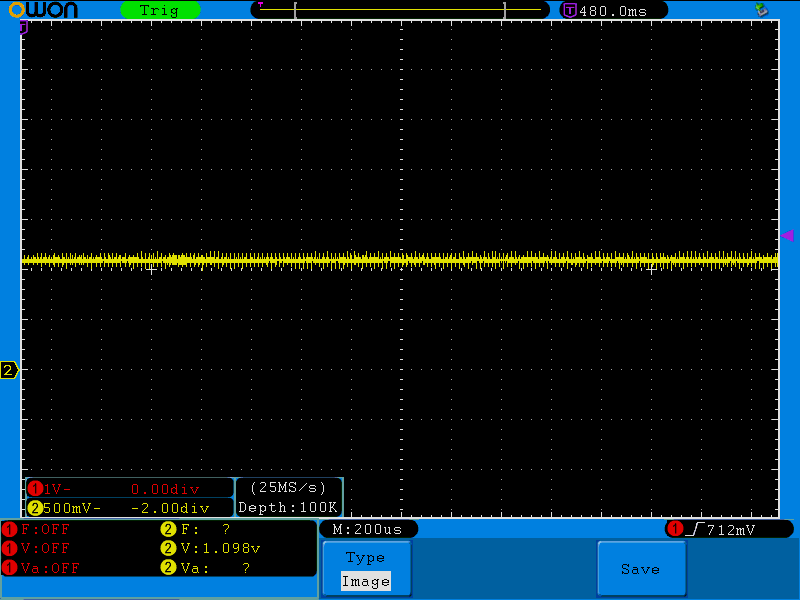 OWON Trig T 480.0ms
T
2
1 1V- 0.00div
2 500mV- -2.00div
(25MS/s)
Depth:100K
1 F:OFF 2 F: ?
1 V:OFF 2 V:1.098v
1 Va:OFF 2 Va: ?
M:200us
1 712mV
Type
Image
Save